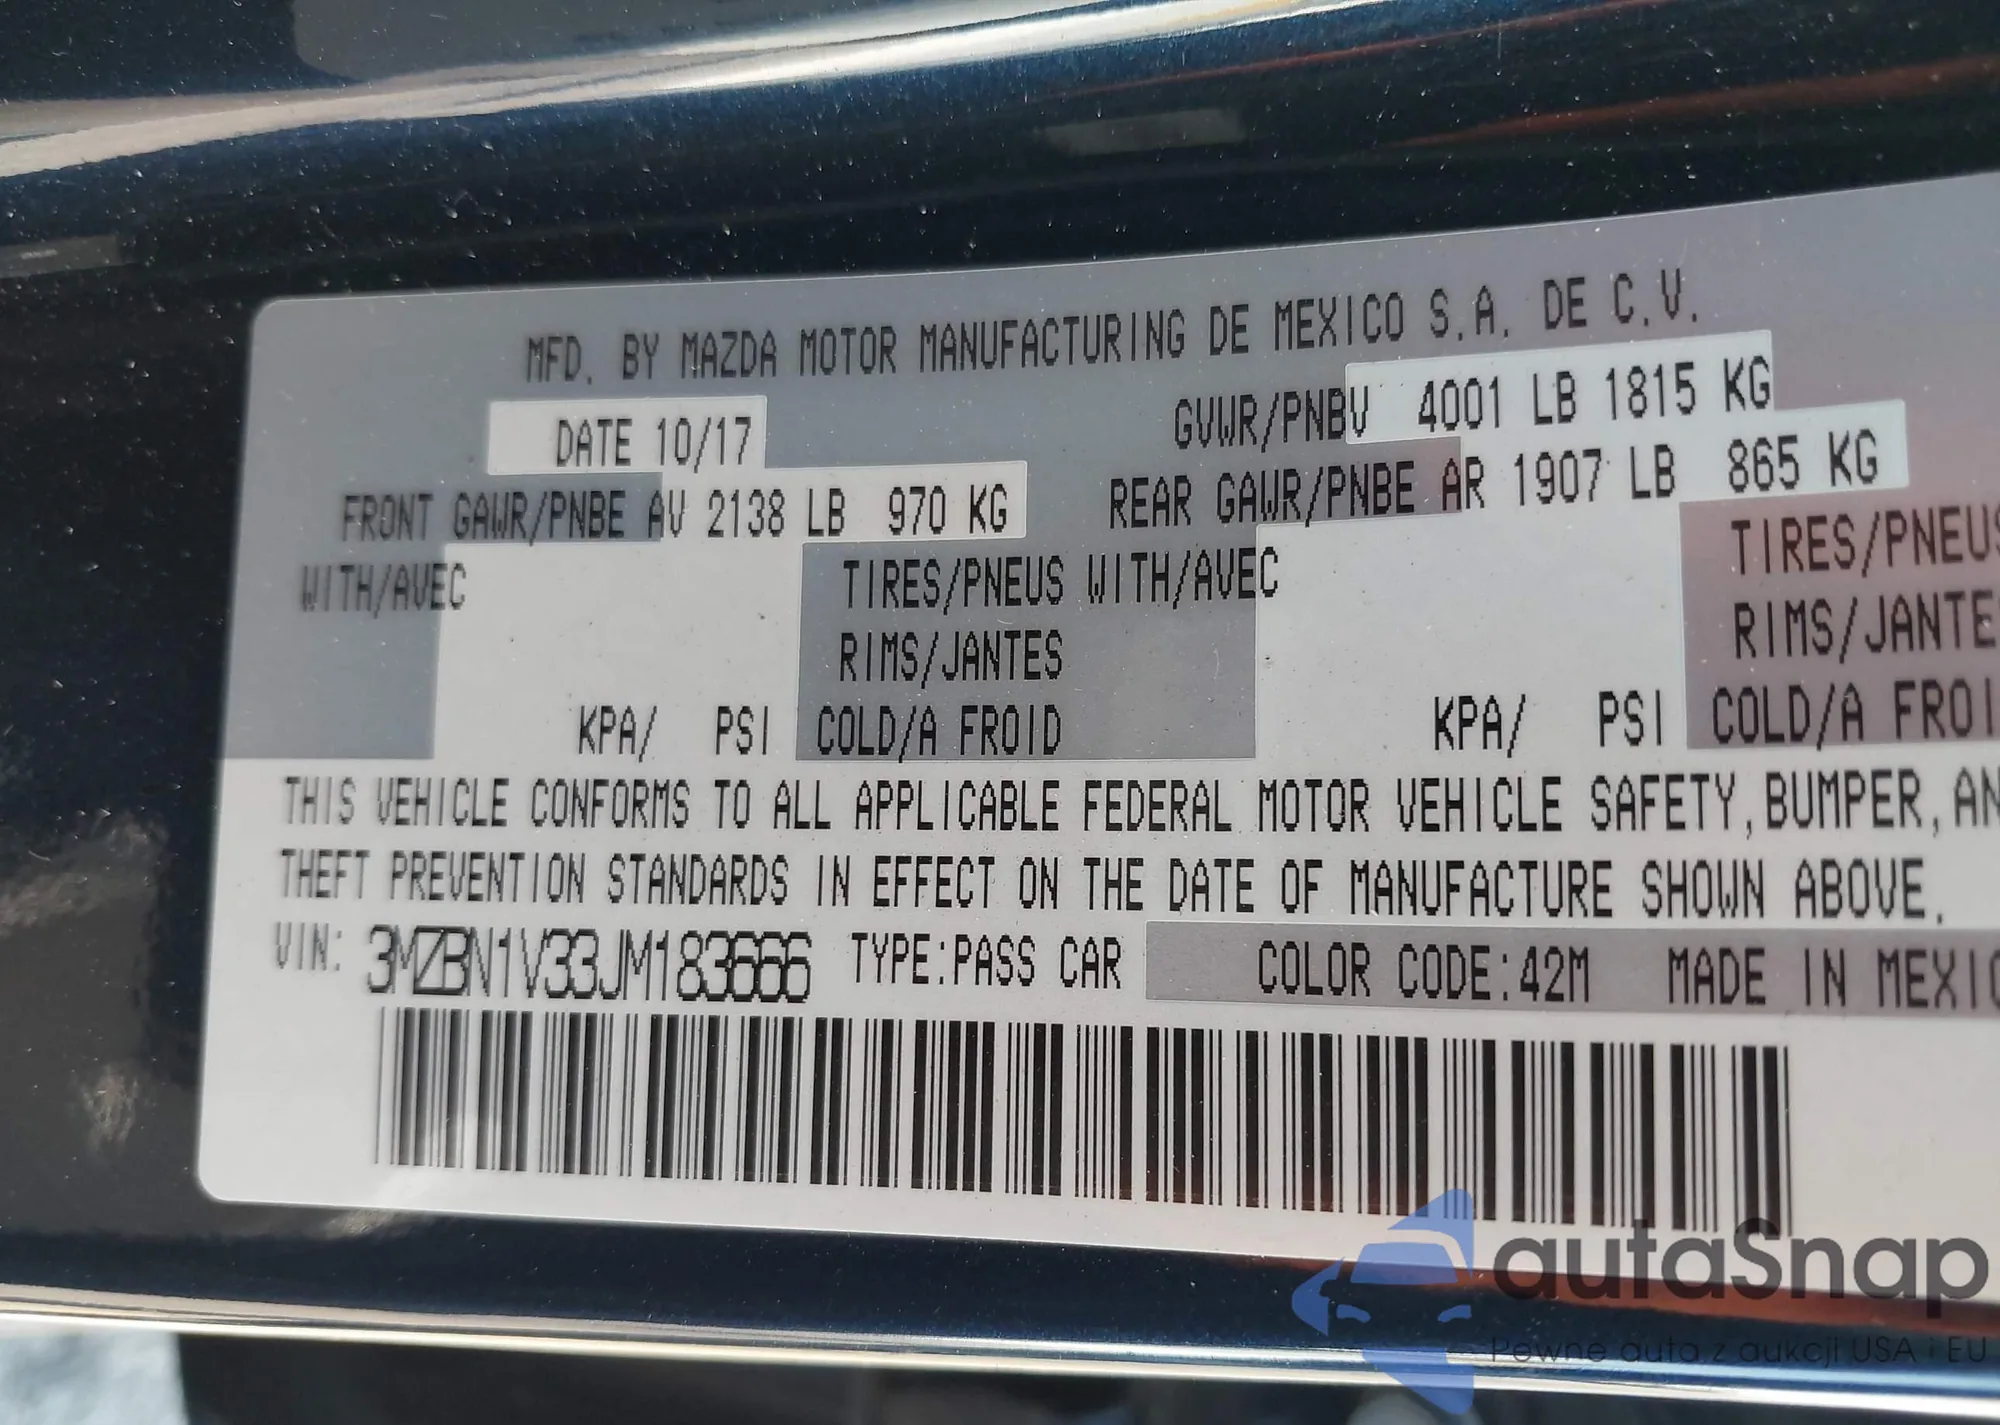 MFD. BY MAZDA MOTOR MANUFACTURING DE MEXICO S.A. DE C.V.
DATE 10/17 GVWR/PNBV 4001 LB 1815 KG
FRONT GAWR/PNBE AV 2138 LB 970 KG REAR GAWR/PNBE AR 1907 LB 865 KG
WITH/AVEC TIRES/PNEUS WITH/AVEC TIRES/PNEUS
RIMS/JANTES RIMS/JANTE
KPA/ PSI COLD/A FROID KPA/ PSI COLD/A FROI
THIS VEHICLE CONFORMS TO ALL APPLICABLE FEDERAL MOTOR VEHICLE SAFETY, BUMPER, AN
THEFT PREVENTION STANDARDS IN EFFECT ON THE DATE OF MANUFACTURE SHOWN ABOVE.
VIN: 3MZBN1V33JM183666 TYPE:PASS CAR COLOR CODE:42M MADE IN MEXIC
autaSnap
Pewne auta z aukcji USA i EU